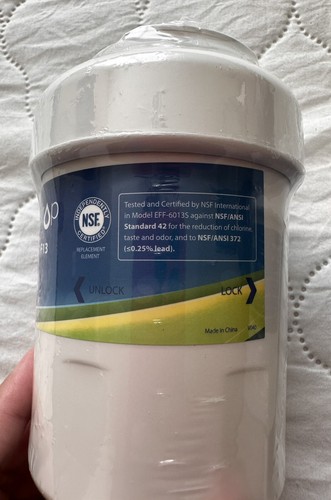 INDEPENDENTLY
NSF.
CERTIFIED
REPLACEMENT
ELEMENT
Tested and Certified by NSF International
in Model EFF-6013S against NSF/ANSI
Standard 42 for the reduction of chlorine,
taste and odor, and to NSF/ANSI 372
(≤0.25% lead).
F13
UNLOCK
LOCK
Made in China